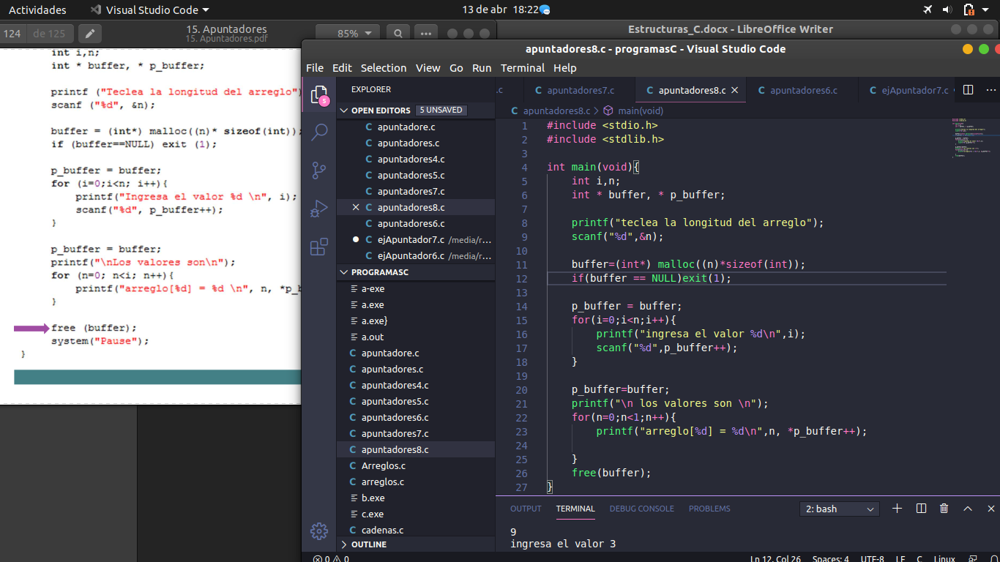 Actividades
Visual Studio Code
13 de abr 18:22
124 de 125
15. Apuntadores
15. Apuntadores.pdf
85%
Estructuras_C.docx - LibreOffice Writer
int i,n;
int * buffer, * p_buffer;
printf ("Teclea la longitud del arreglo")
scanf ("%d", &n);
buffer = (int*) malloc((n)* sizeof(int));
if (buffer==NULL) exit (1);
p_buffer = buffer;
for (i=0;i<n; i++){
printf("Ingresa el valor %d \n", i);
scanf("%d", p_buffer++);
}
p_buffer = buffer;
printf("\nLos valores son\n");
for (n=0; n<i; n++){
printf("arreglo[%d] = %d \n", n, *p_b
}
free (buffer);
system("Pause");
}
apuntadores8.c - programasC - Visual Studio Code
File Edit Selection View Go Run Terminal Help
EXPLORER
5
OPEN EDITORS 5 UNSAVED
apuntadore.c
apuntadores.c
apuntadores4.c
apuntadores5.c
apuntadores7.c
apuntadores8.c
apuntadores6.c
ejApuntador7.c /media/r...
ejApuntador6.c /media/r...
PROGRAMASC
a-exe
a.exe
a.exe}
a.out
apuntadore.c
apuntadores.c
apuntadores4.c
apuntadores5.c
apuntadores6.c
apuntadores7.c
apuntadores8.c
Arreglos.c
arreglos.c
b.exe
c.exe
cadenas.c
OUTLINE
.c apuntadores7.c apuntadores8.c apuntadores6.c ejApuntador7.c
apuntadores8.c > main(void)
1 #include <stdio.h>
2 #include <stdlib.h>
3
4 int main(void){
5 int i,n;
6 int * buffer, * p_buffer;
7
8 printf("teclea la longitud del arreglo");
9 scanf("%d",&n);
10
11 buffer=(int*) malloc((n)*sizeof(int));
12 if(buffer == NULL)exit(1);
13
14 p_buffer = buffer;
15 for(i=0;i<n;i++){
16 printf("ingresa el valor %d\n",i);
17 scanf("%d",p_buffer++);
18 }
19
20 p_buffer=buffer;
21 printf("\n los valores son \n");
22 for(n=0;n<1;n++){
23 printf("arreglo[%d] = %d\n",n, *p_buffer++);
24
25 }
26 free(buffer);
27 }
OUTPUT TERMINAL DEBUG CONSOLE PROBLEMS
2: bash
9
ingresa el valor 3
0 0
Ln 12, Col 26 Spaces: 4 UTF-8 LF C Linux